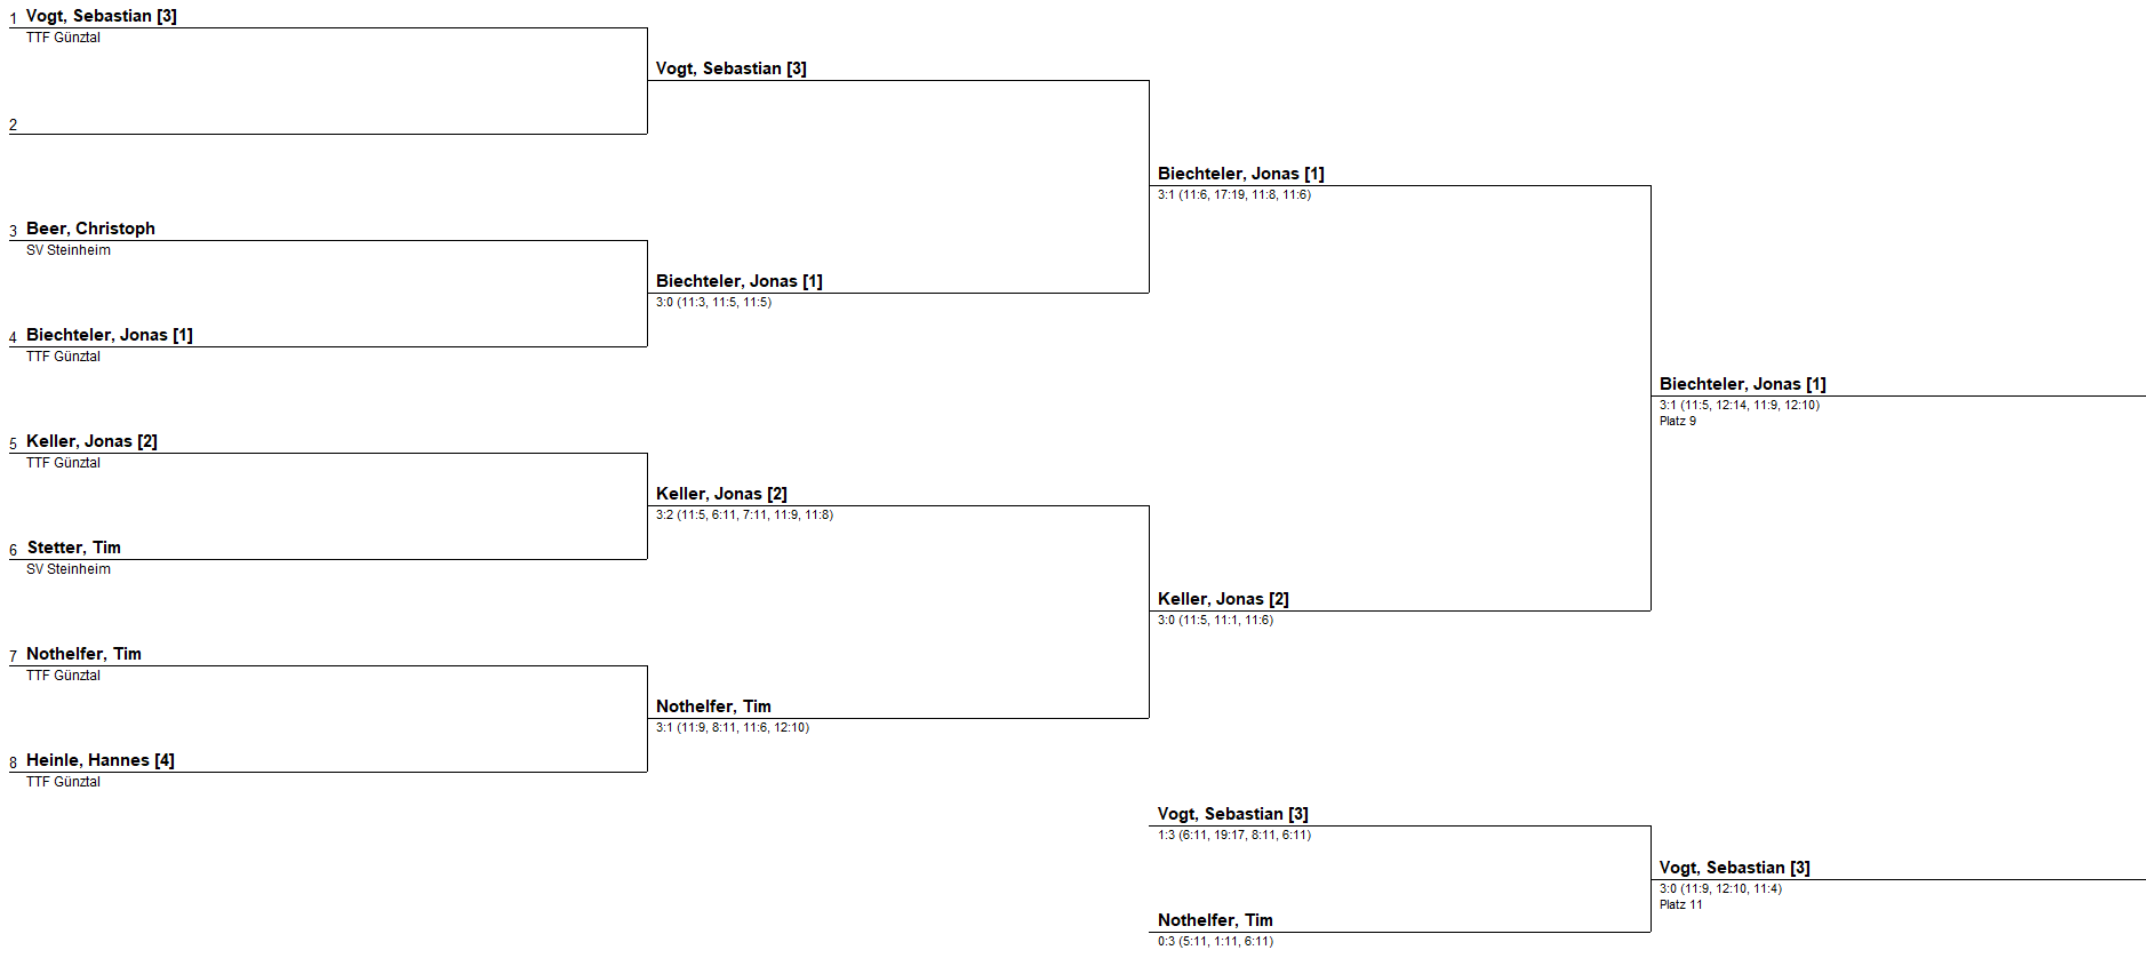 1 Vogt, Sebastian [3]
TTF Günztal
Vogt, Sebastian [3]
2
Biechteler, Jonas [1]
3:1 (11:6, 17:19, 11:8, 11:6)
3 Beer, Christoph
SV Steinheim
Biechteler, Jonas [1]
3:0 (11:3, 11:5, 11:5)
4 Biechteler, Jonas [1]
TTF Günztal
Biechteler, Jonas [1]
3:1 (11:5, 12:14, 11:9, 12:10)
Platz 9
5 Keller, Jonas [2]
TTF Günztal
Keller, Jonas [2]
3:2 (11:5, 6:11, 7:11, 11:9, 11:8)
6 Stetter, Tim
SV Steinheim
Keller, Jonas [2]
3:0 (11:5, 11:1, 11:6)
7 Nothelfer, Tim
TTF Günztal
Nothelfer, Tim
3:1 (11:9, 8:11, 11:6, 12:10)
8 Heinle, Hannes [4]
TTF Günztal
Vogt, Sebastian [3]
1:3 (6:11, 19:17, 8:11, 6:11)
Vogt, Sebastian [3]
3:0 (11:9, 12:10, 11:4)
Platz 11
Nothelfer, Tim
0:3 (5:11, 1:11, 6:11)